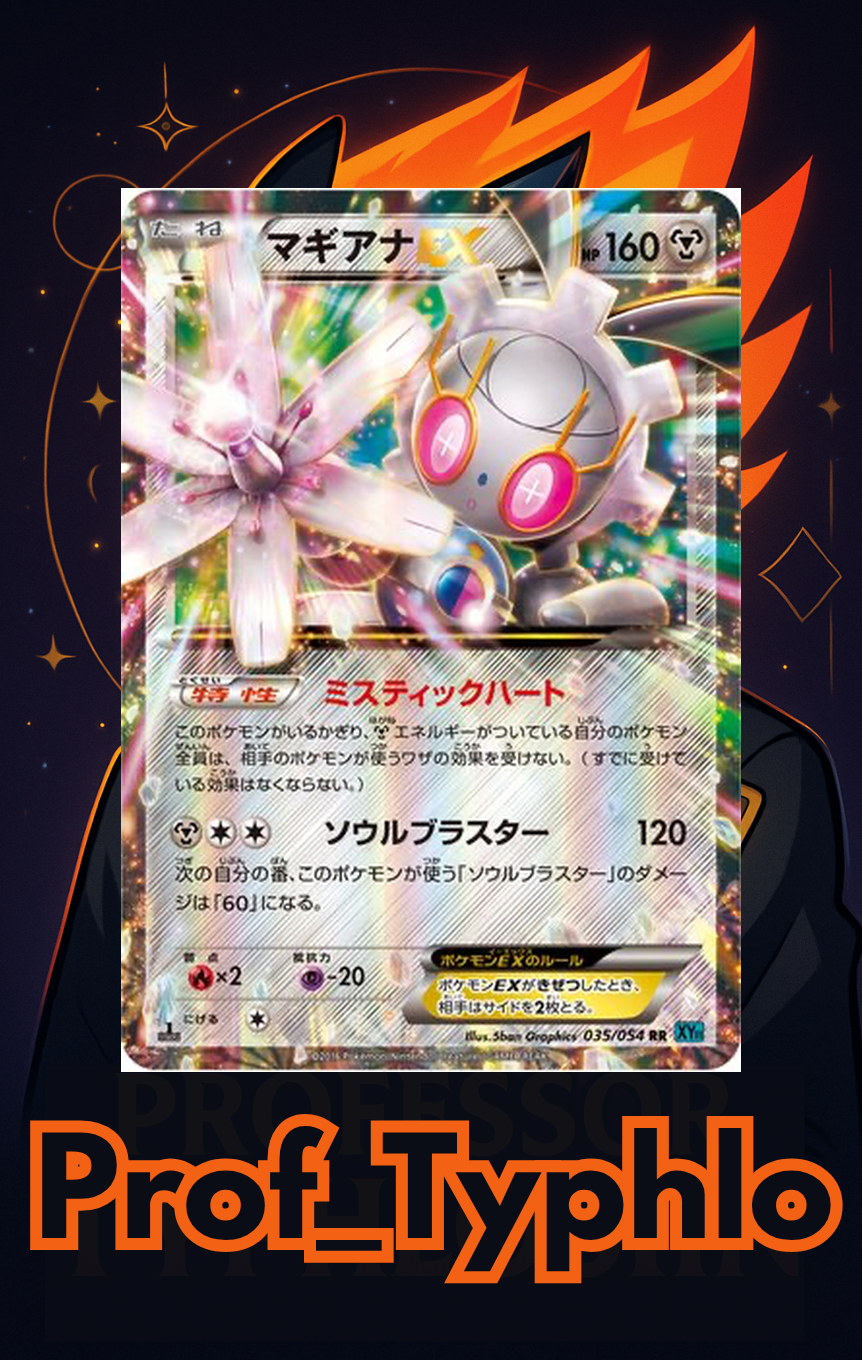 たね マギアナEX HP 160
とくせい
特性 ミスティックハート
このポケモンがいるかぎり、エネルギーがついている自分のポケモン
全員は、相手のポケモンが使うワザの効果を受けない。（すでに受けて
いる効果はなくならない。）
ソウルブラスター 120
次の自分の番、このポケモンが使う「ソウルブラスター」のダメー
ジは「60」になる。
弱点 抵抗力
×2 -20
にげる
ポケモンEXのルール
ポケモンEXがきぜつしたとき、
相手はサイドを2枚とる。
Illus. 5ban Graphics 035/054 RR XY
PROFESSOR
Prof_Typhlo